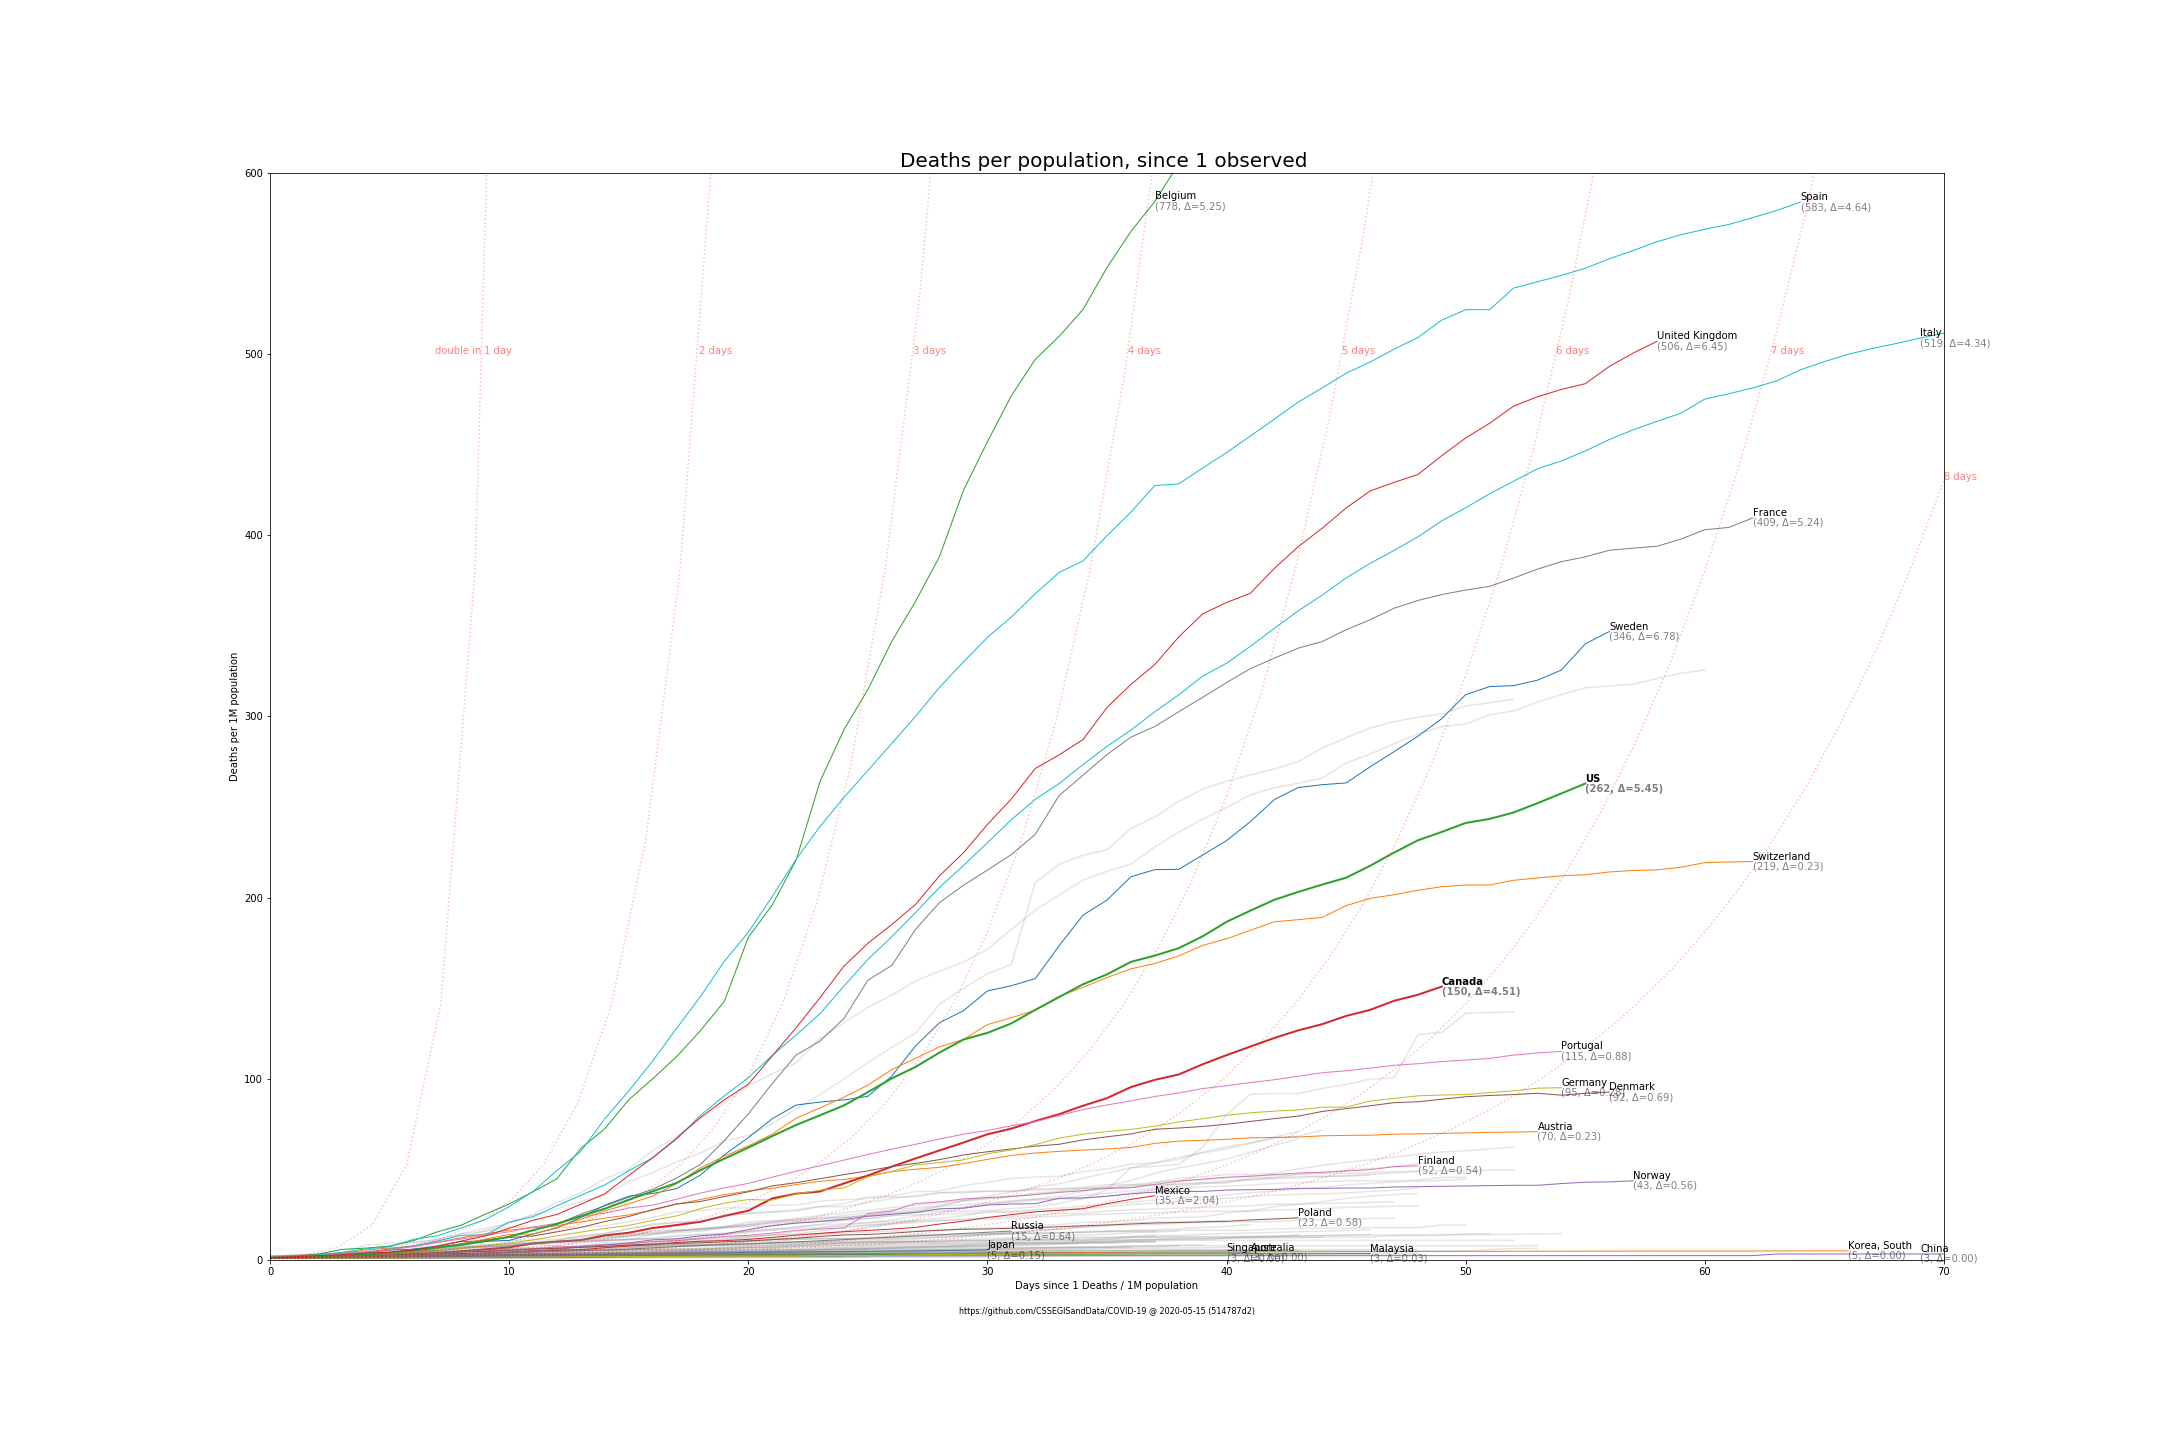 Deaths per population, since 1 observed
600
500
400
300
200
100
0
Deaths per 1M population
Belgium
(778, Δ=5.25)
Spain
(583, Δ=4.64)
United Kingdom
(506, Δ=6.45)
Italy
(519, Δ=4.34)
double in 1 day
2 days
3 days
4 days
5 days
6 days
7 days
8 days
France
(409, Δ=5.24)
Sweden
(346, Δ=6.78)
US
(262, Δ=5.45)
Switzerland
(219, Δ=0.23)
Canada
(150, Δ=4.51)
Portugal
(115, Δ=0.88)
Germany
(95,
Denmark
(92, Δ=0.69)
Austria
(70, Δ=0.23)
Finland
(52, Δ=0.54)
Norway
(43, Δ=0.56)
Mexico
(35, Δ=2.04)
Poland
(23, Δ=0.58)
Russia
(15, Δ=0.64)
Japan
(5, Δ=0.15)
Singapore
(3,
Australia
Malaysia
(3, Δ=0.03)
Korea, South
(5, Δ=0.00)
China
(3, Δ=0.00)
0 10 20 30 40 50 60 70
Days since 1 Deaths / 1M population
https://github.com/CSSEGISandData/COVID-19 @ 2020-05-15 (514787d2)